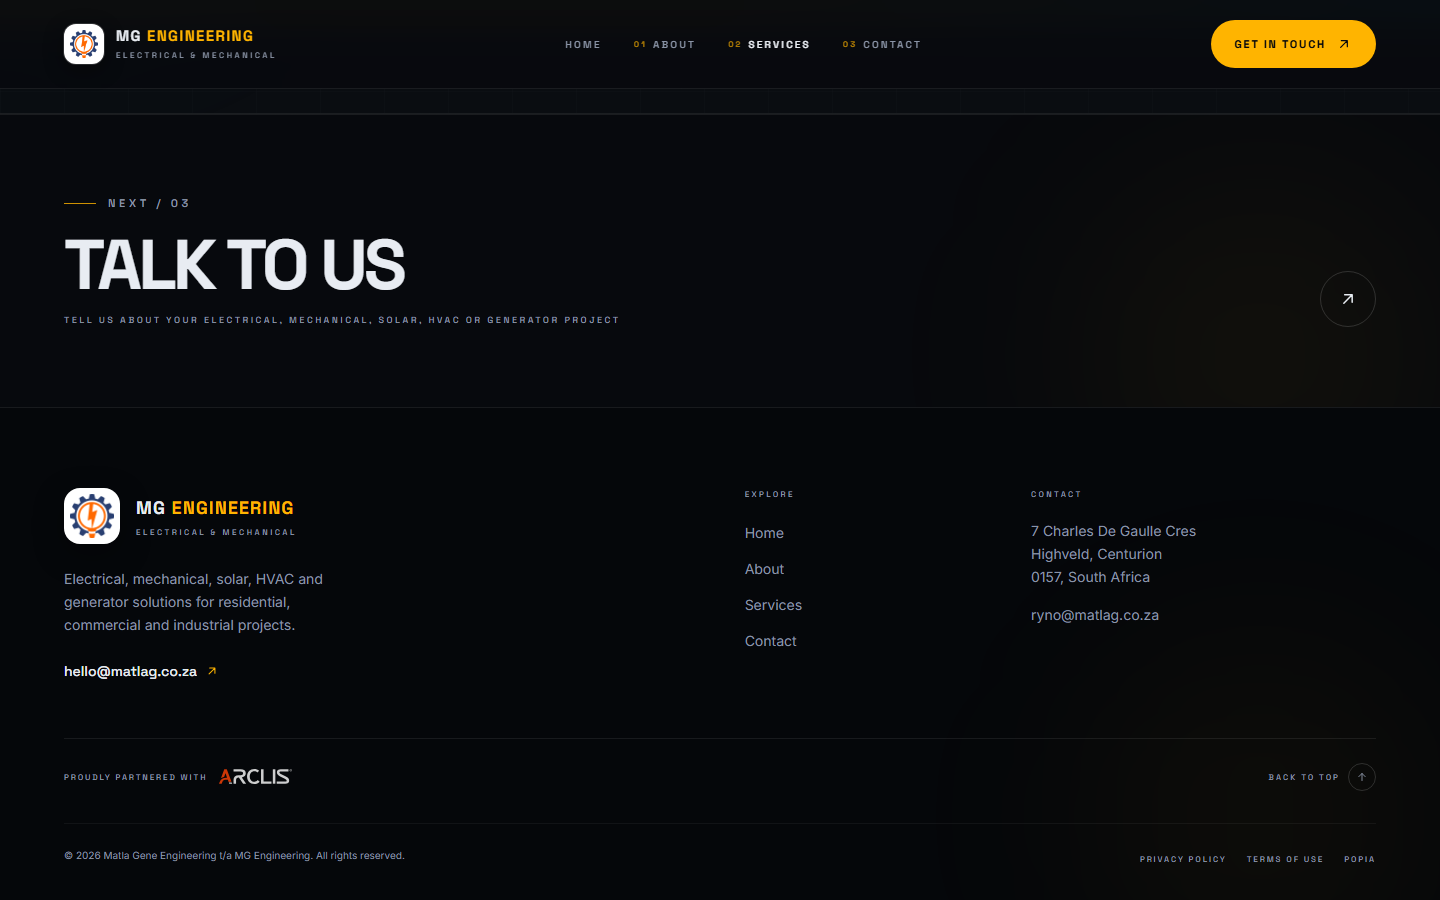 MG ENGINEERING
ELECTRICAL & MECHANICAL
HOME
01 ABOUT
02 SERVICES
03 CONTACT
GET IN TOUCH
NEXT / 03
TALK TO US
TELL US ABOUT YOUR ELECTRICAL, MECHANICAL, SOLAR, HVAC OR GENERATOR PROJECT
MG ENGINEERING
ELECTRICAL & MECHANICAL
Electrical, mechanical, solar, HVAC and
generator solutions for residential,
commercial and industrial projects.
hello@matlag.co.za
EXPLORE
Home
About
Services
Contact
CONTACT
7 Charles De Gaulle Cres
Highveld, Centurion
0157, South Africa
ryno@matlag.co.za
PROUDLY PARTNERED WITH
ARCLIS
BACK TO TOP
© 2026 Matla Gene Engineering t/a MG Engineering. All rights reserved.
PRIVACY POLICY
TERMS OF USE
POPIA